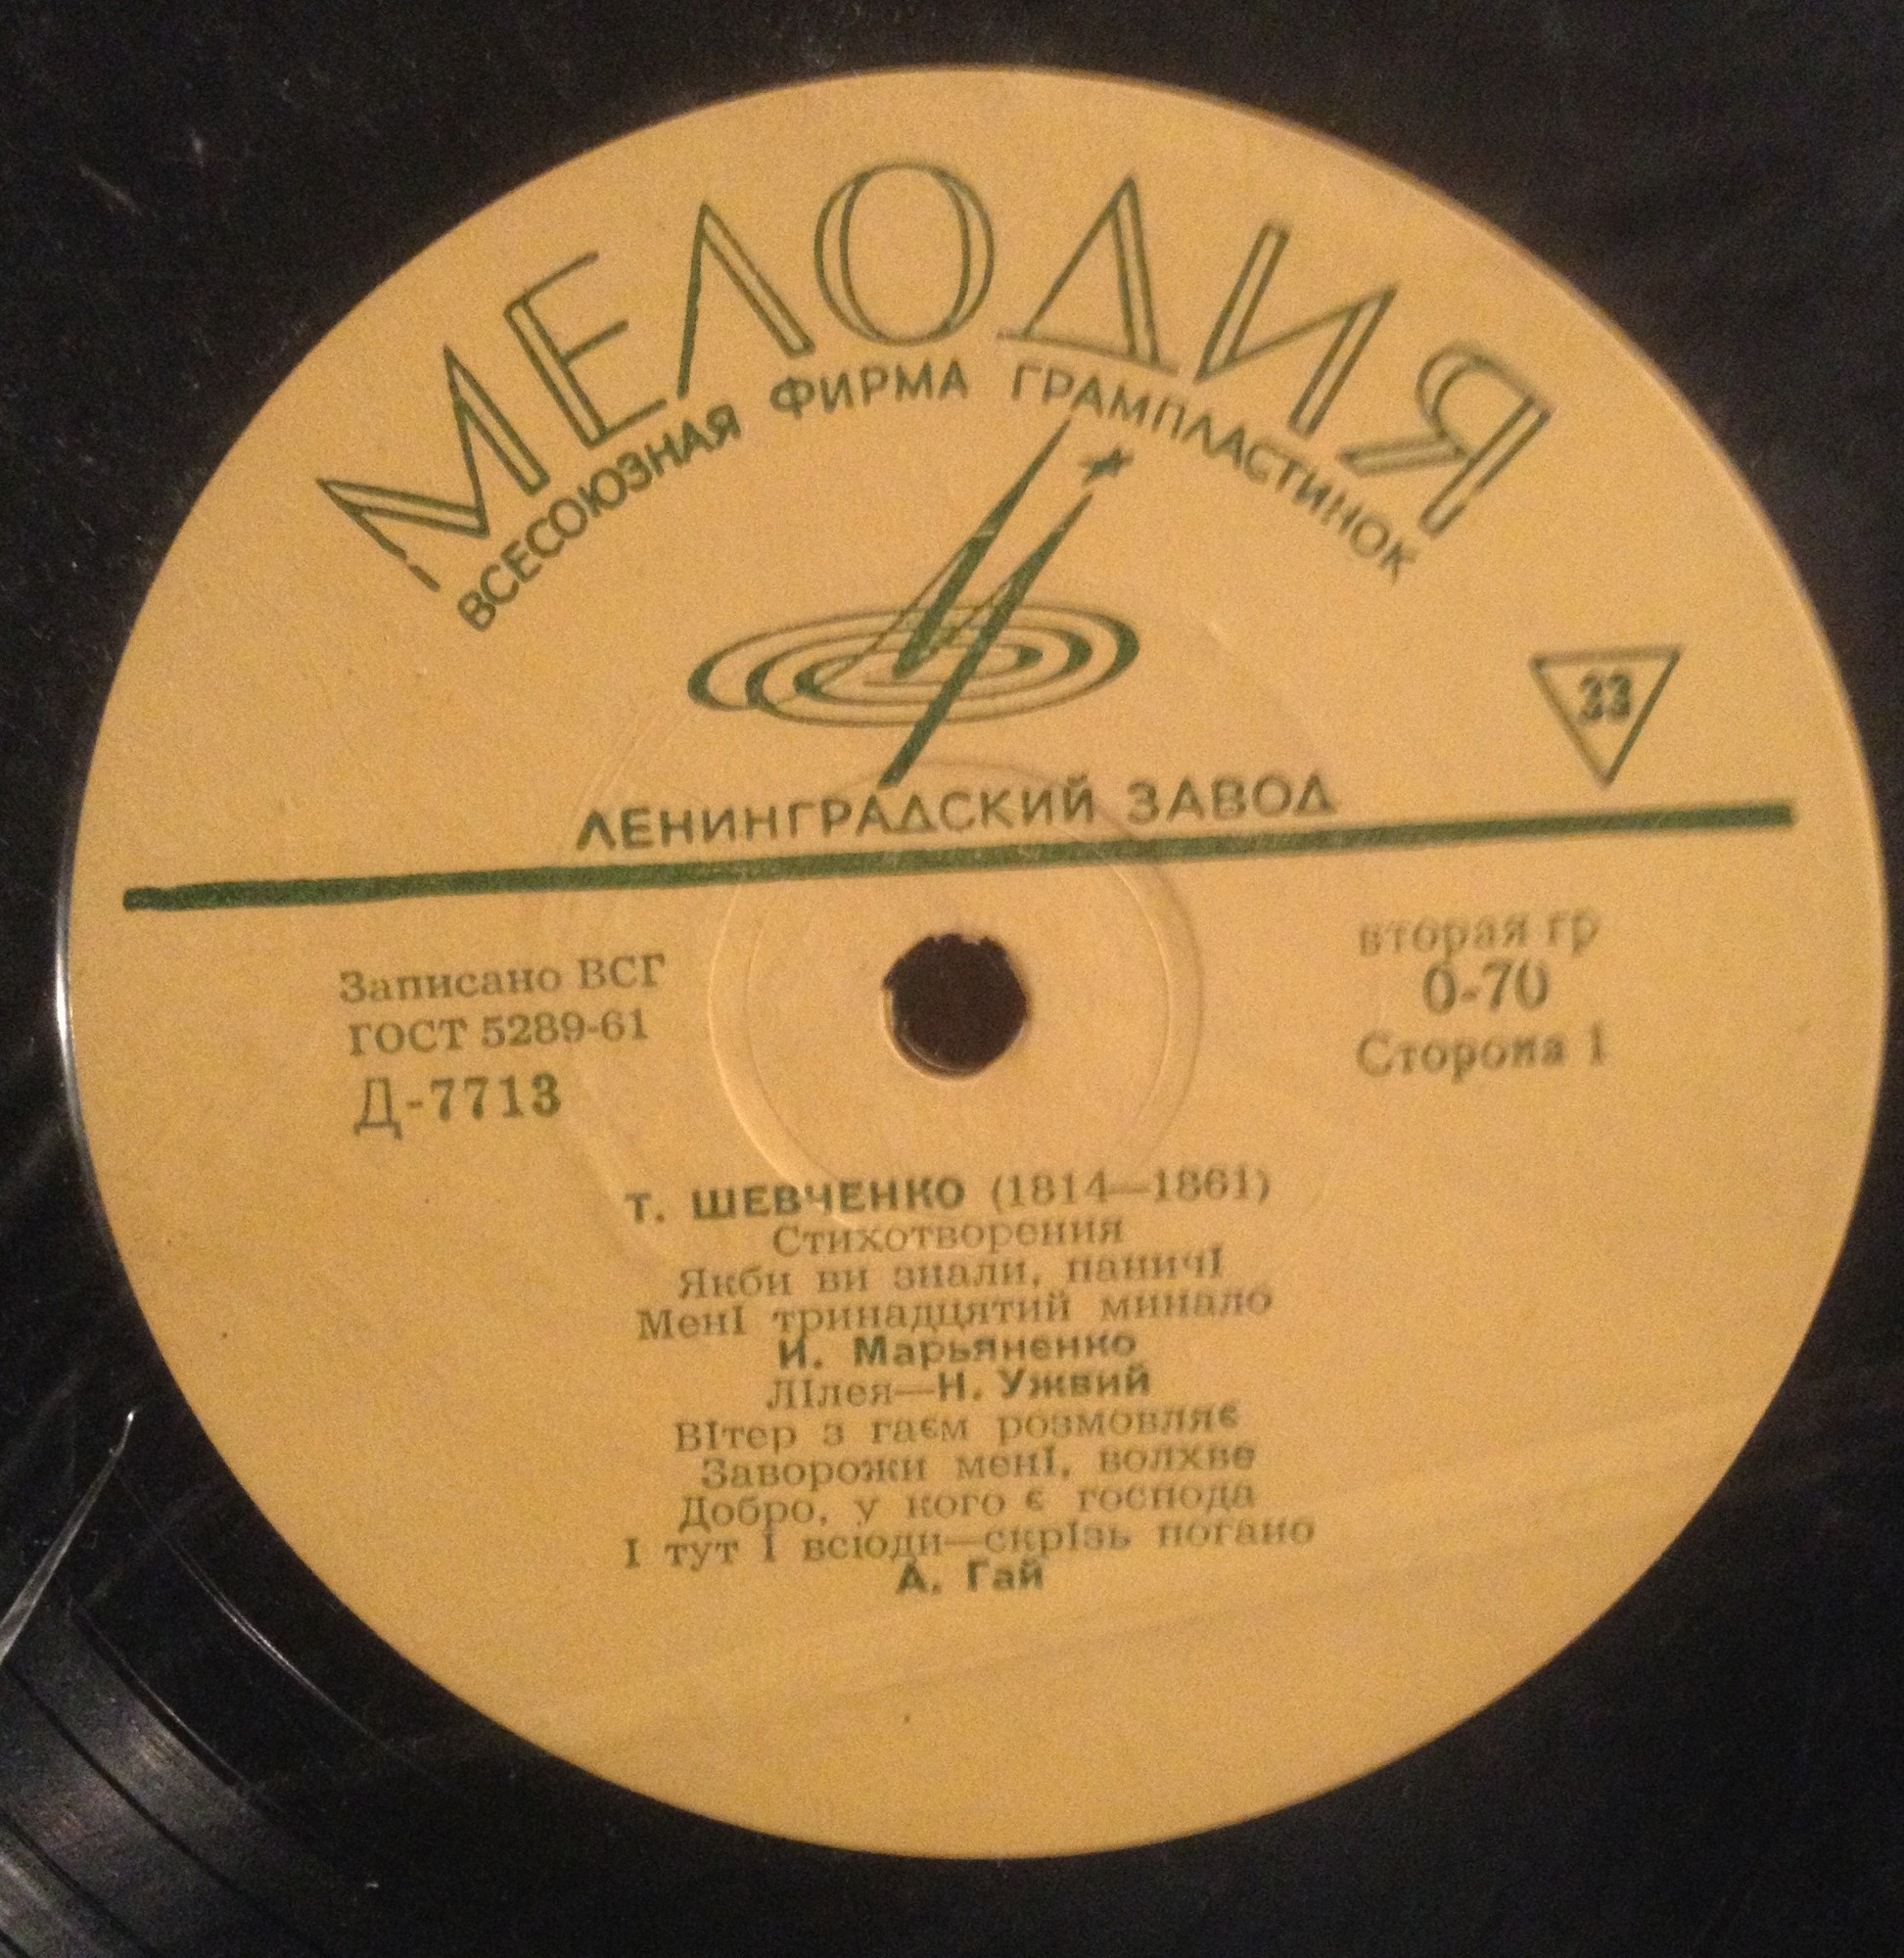 МЕЛОДИЯ
ВСЕСОЮЗНАЯ ФИРМА ГРАМПЛАСТИНОК
33
ЛЕНИНГРАДСКИЙ ЗАВОД
Записано ВСГ
ГОСТ 5289-61
Д-7713
вторая гр
0-70
Сторона 1
Т. ШЕВЧЕНКО (1814—1861)
Стихотворения
Якби ви знали, паничІ
МенІ тринадцятий минало
И. Марьяненко
ЛІлея—Н. Ужвий
ВІтер з гаєм розмовляє
Заворожи менІ, волхве
Добро, у кого є господа
І тут І всюди—скрІзь погано
А. Гай